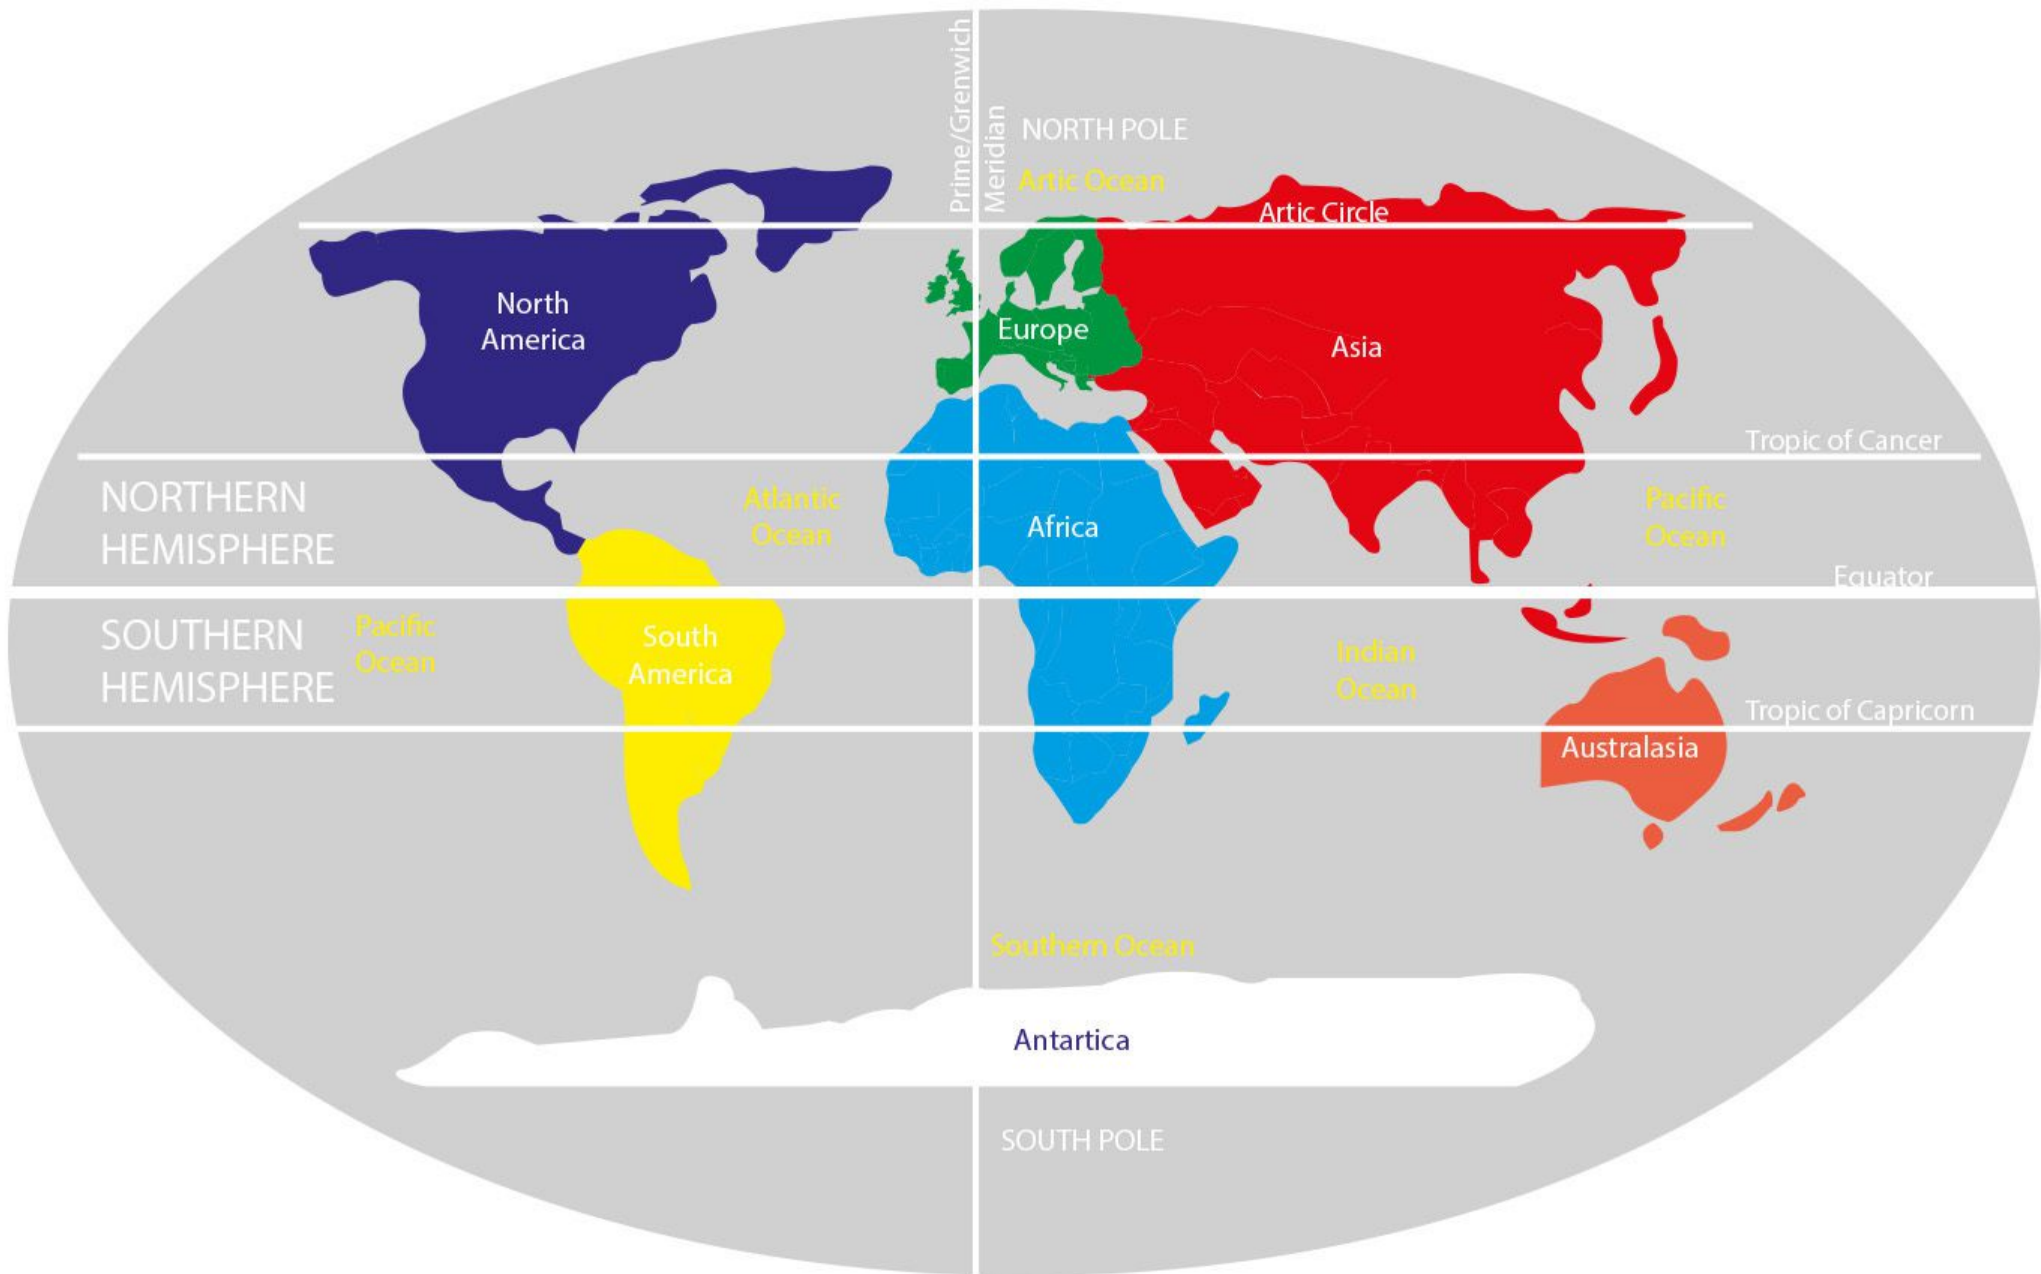 Prime/Grenwich
Meridian
NORTH POLE
Artic Ocean
Artic Circle
North
America
Europe
Asia
Tropic of Cancer
NORTHERN
HEMISPHERE
Atlantic
Ocean
Africa
Pacific
Ocean
Equator
SOUTHERN
HEMISPHERE
Pacific
Ocean
South
America
Indian
Ocean
Tropic of Capricorn
Australasia
Southern Ocean
Antartica
SOUTH POLE